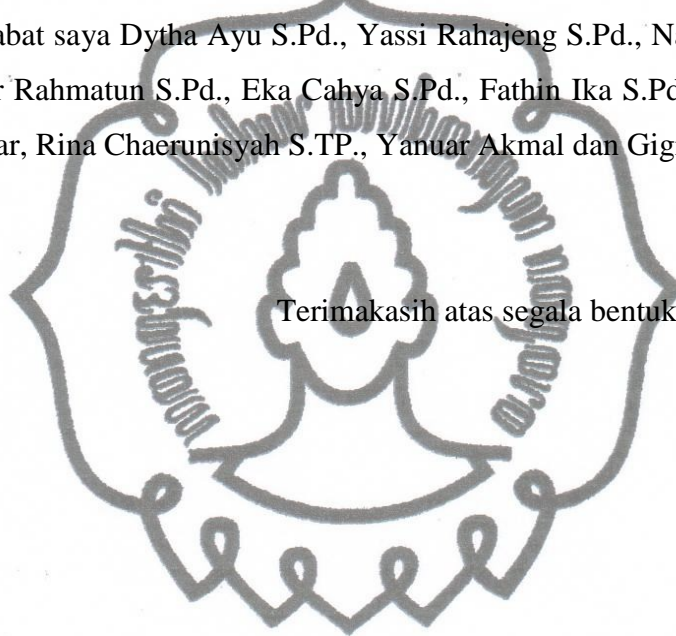 abat saya Dytha Ayu S.Pd., Yassi Rahajeng S.Pd., Na
r Rahmatun S.Pd., Eka Cahya S.Pd., Fathin Ika S.Pd
ar, Rina Chaerunisyah S.TP., Yanuar Akmal dan Gig
Terimakasih atas segala bentuk